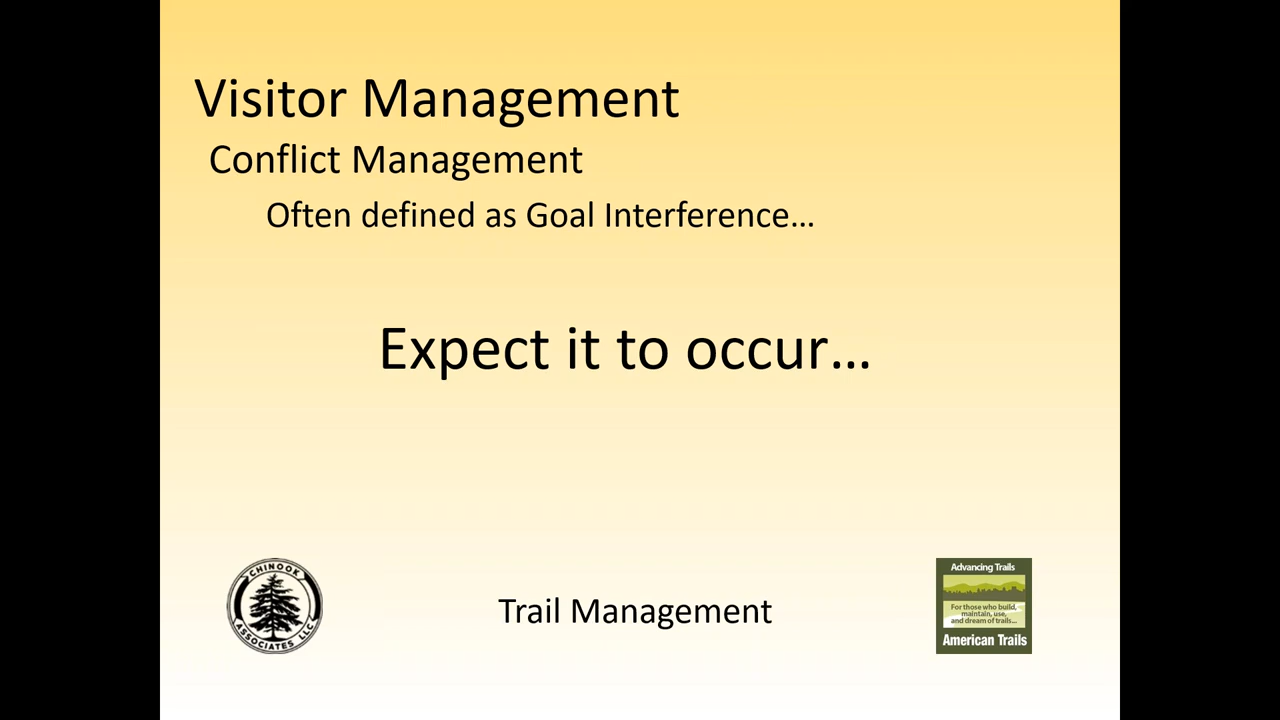 Visitor Management
Conflict Management
Often defined as Goal Interference…
Expect it to occur…
CHINOOK
ASSOCIATES LLC
Trail Management
Advancing Trails
For those who build,
maintain, use,
and dream of trails...
American Trails